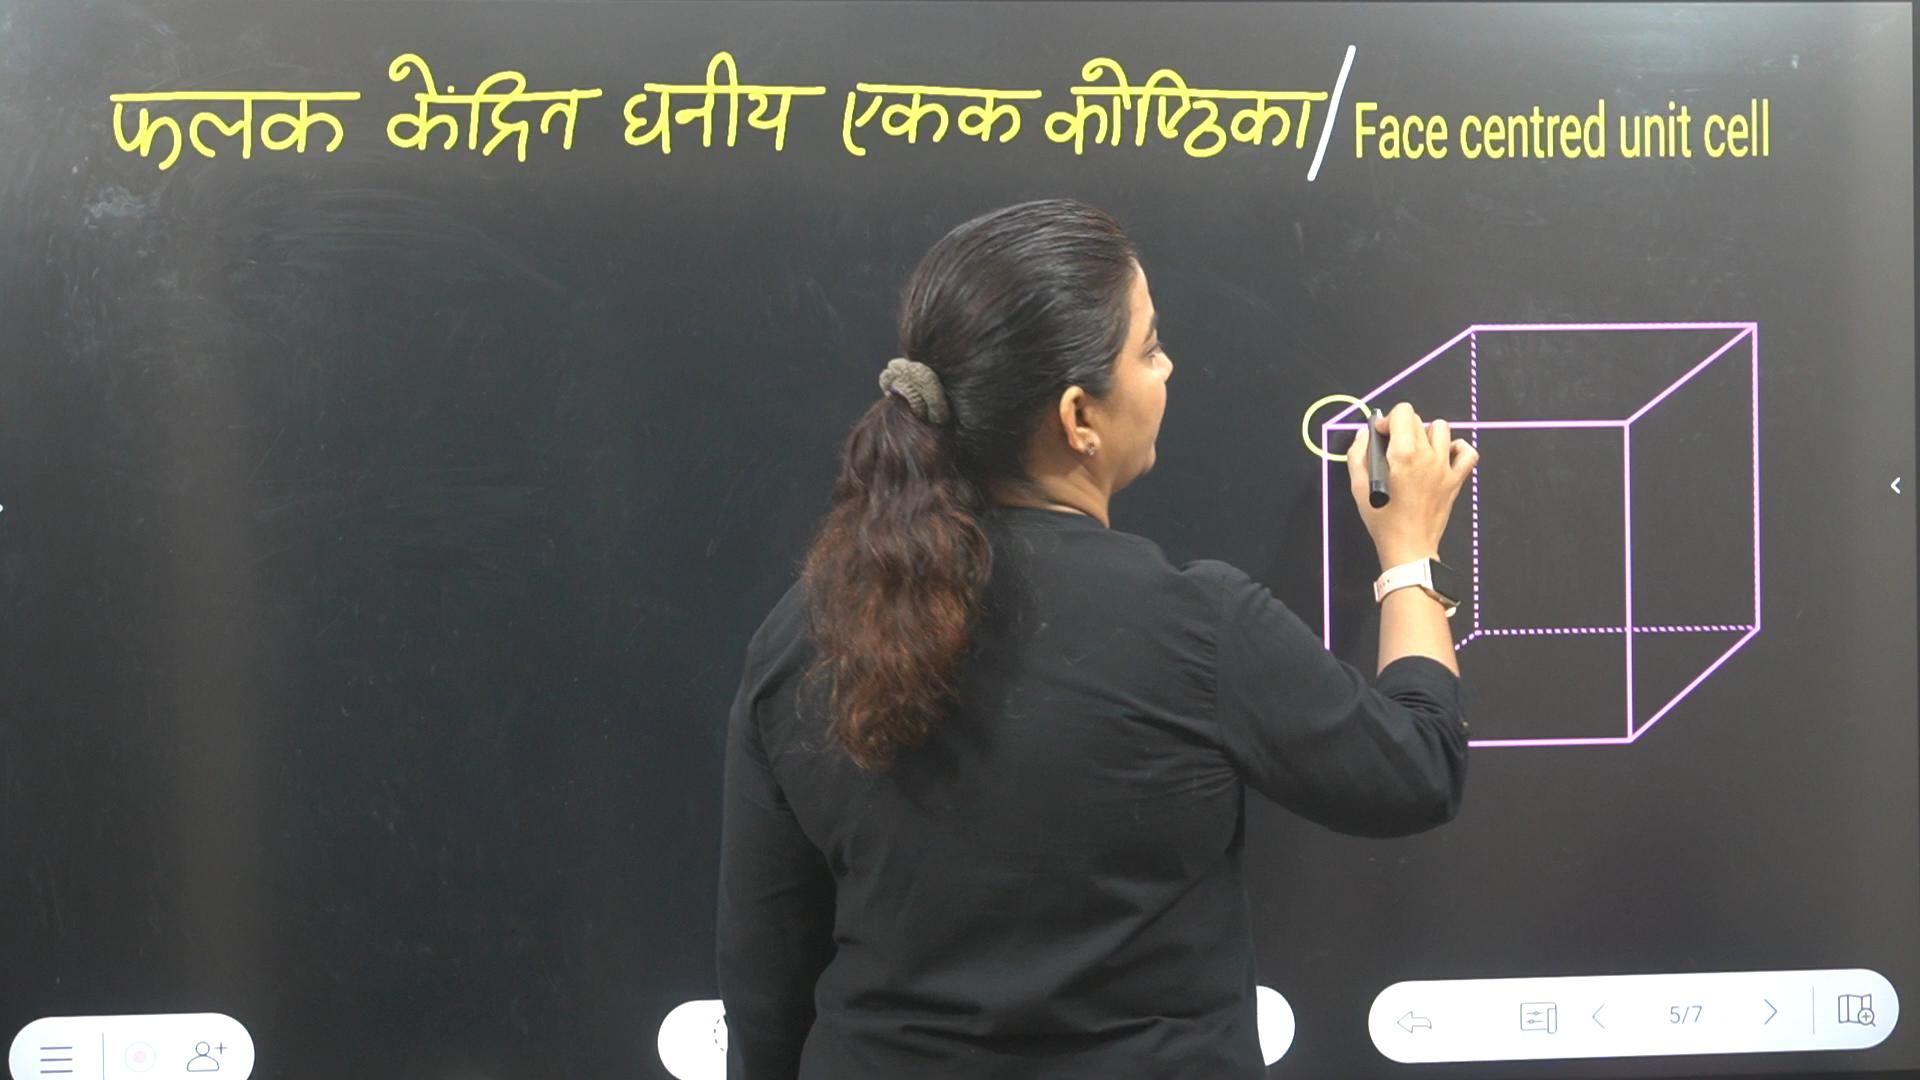 फलक केंद्रित घनीय एकक कोष्ठिका/Face centred unit cell
5/7